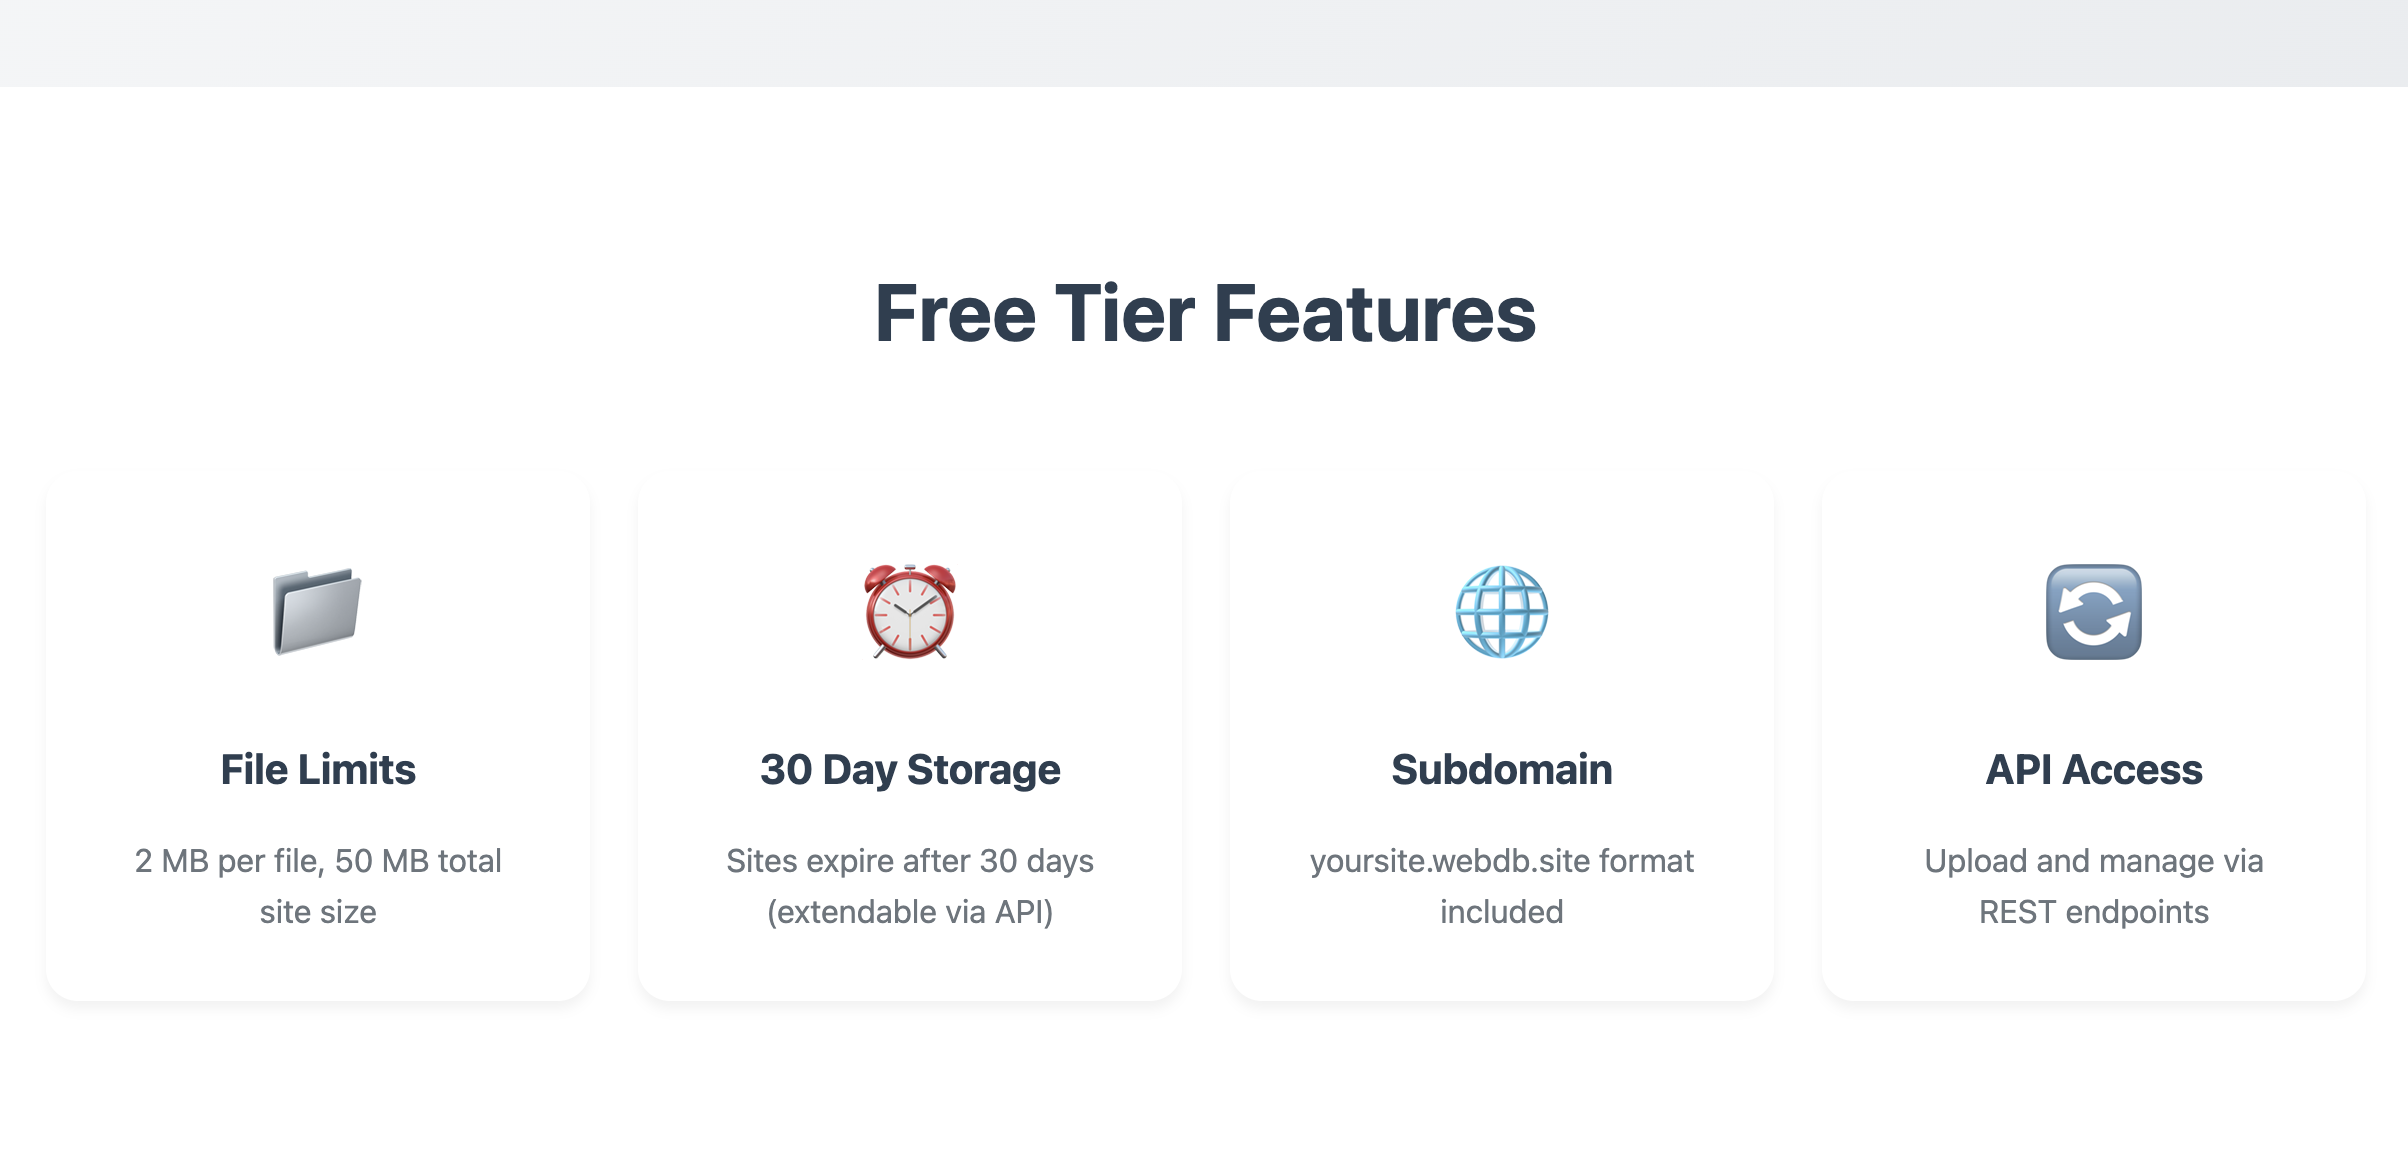 Free Tier Features
File Limits
2 MB per file, 50 MB total
site size
30 Day Storage
Sites expire after 30 days
(extendable via API)
Subdomain
yoursite.webdb.site format
included
API Access
Upload and manage via
REST endpoints